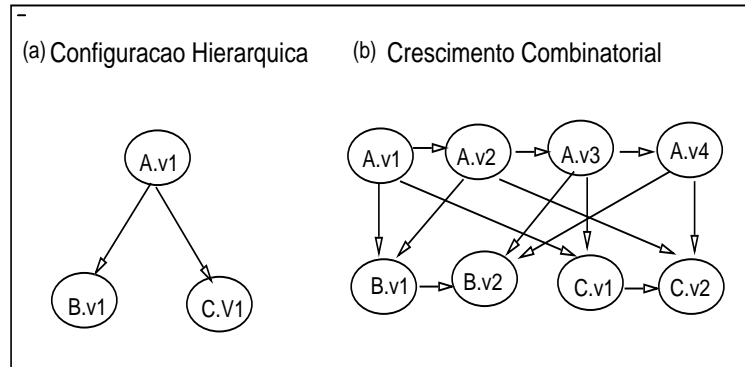 (a) Configuracao Hierarquica
(b) Crescimento Combinatorial
A.v1
B.v1
C.V1
A.v1
A.v2
A.v3
A.v4
B.v1
B.v2
C.v1
C.v2